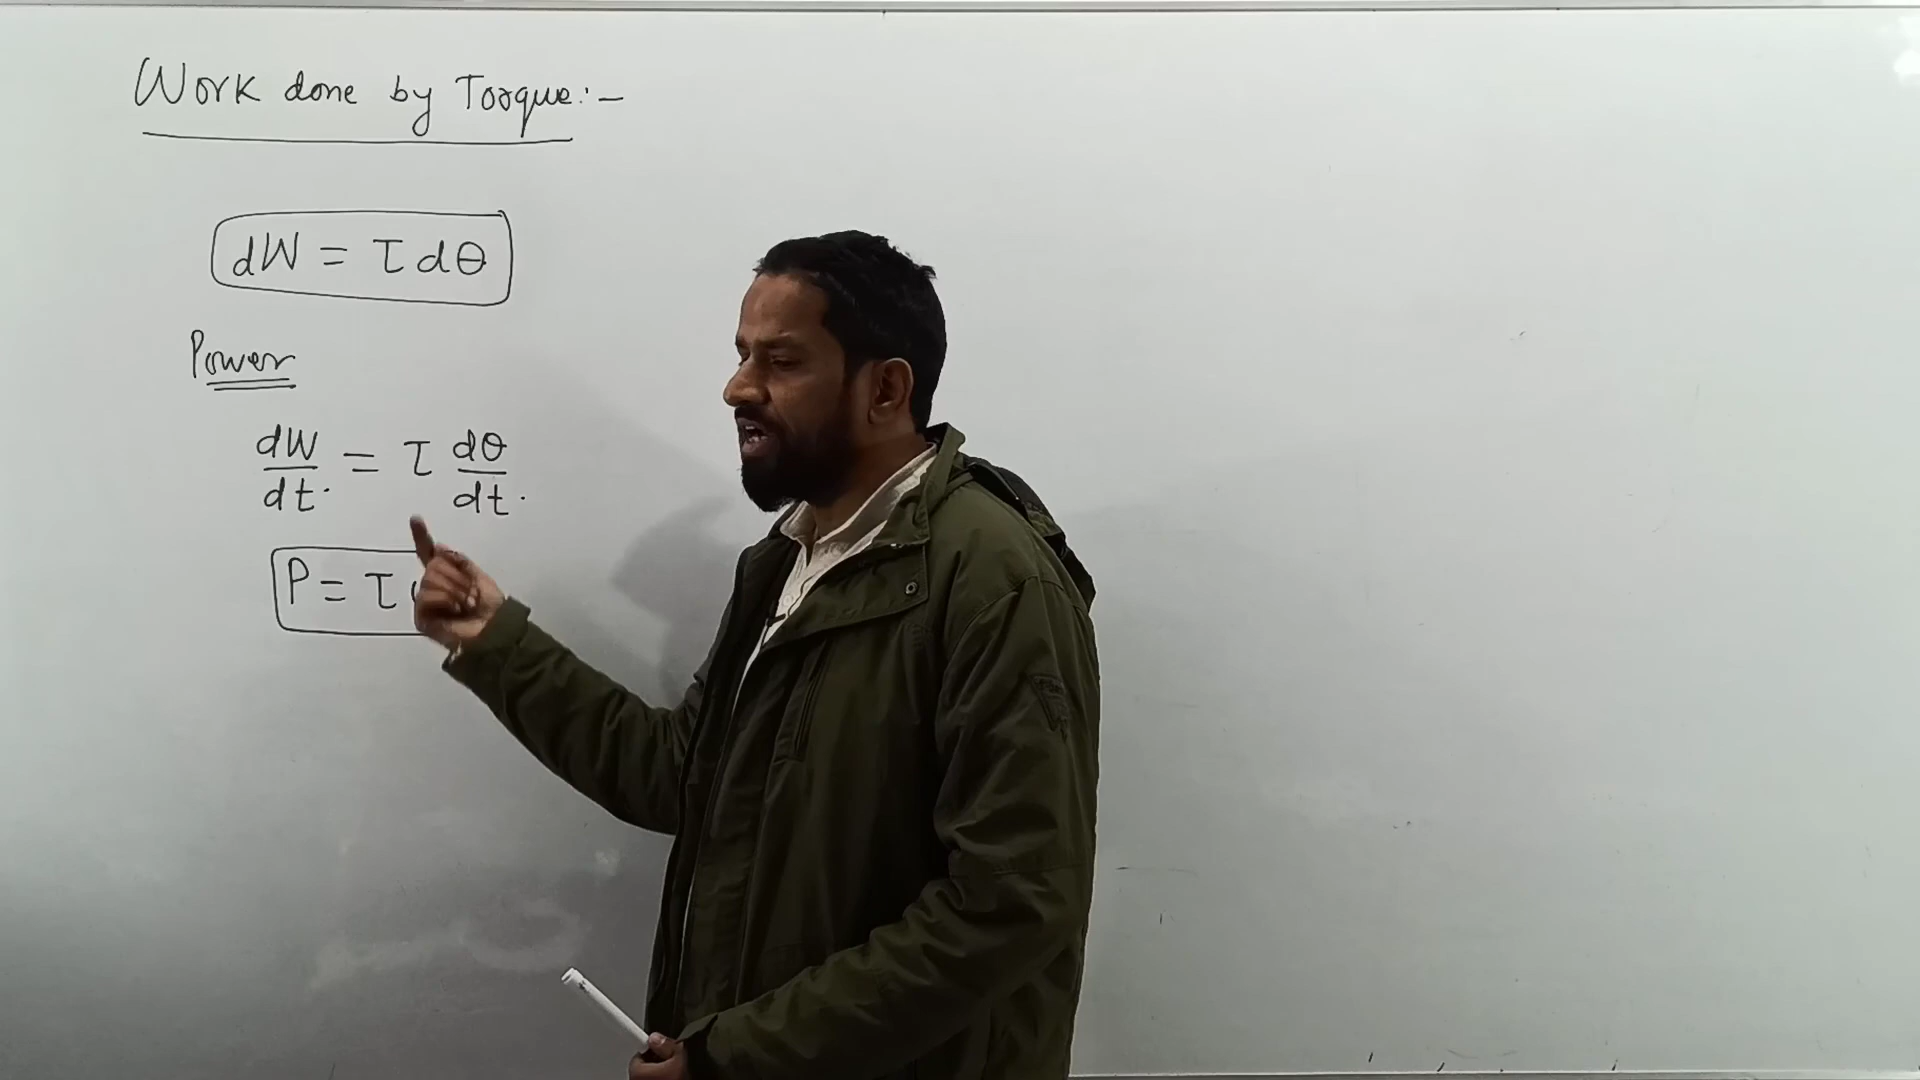 Work done by Torque:-
dW = τ dθ
Power
dW/dt. = τ dθ/dt.
P = τ